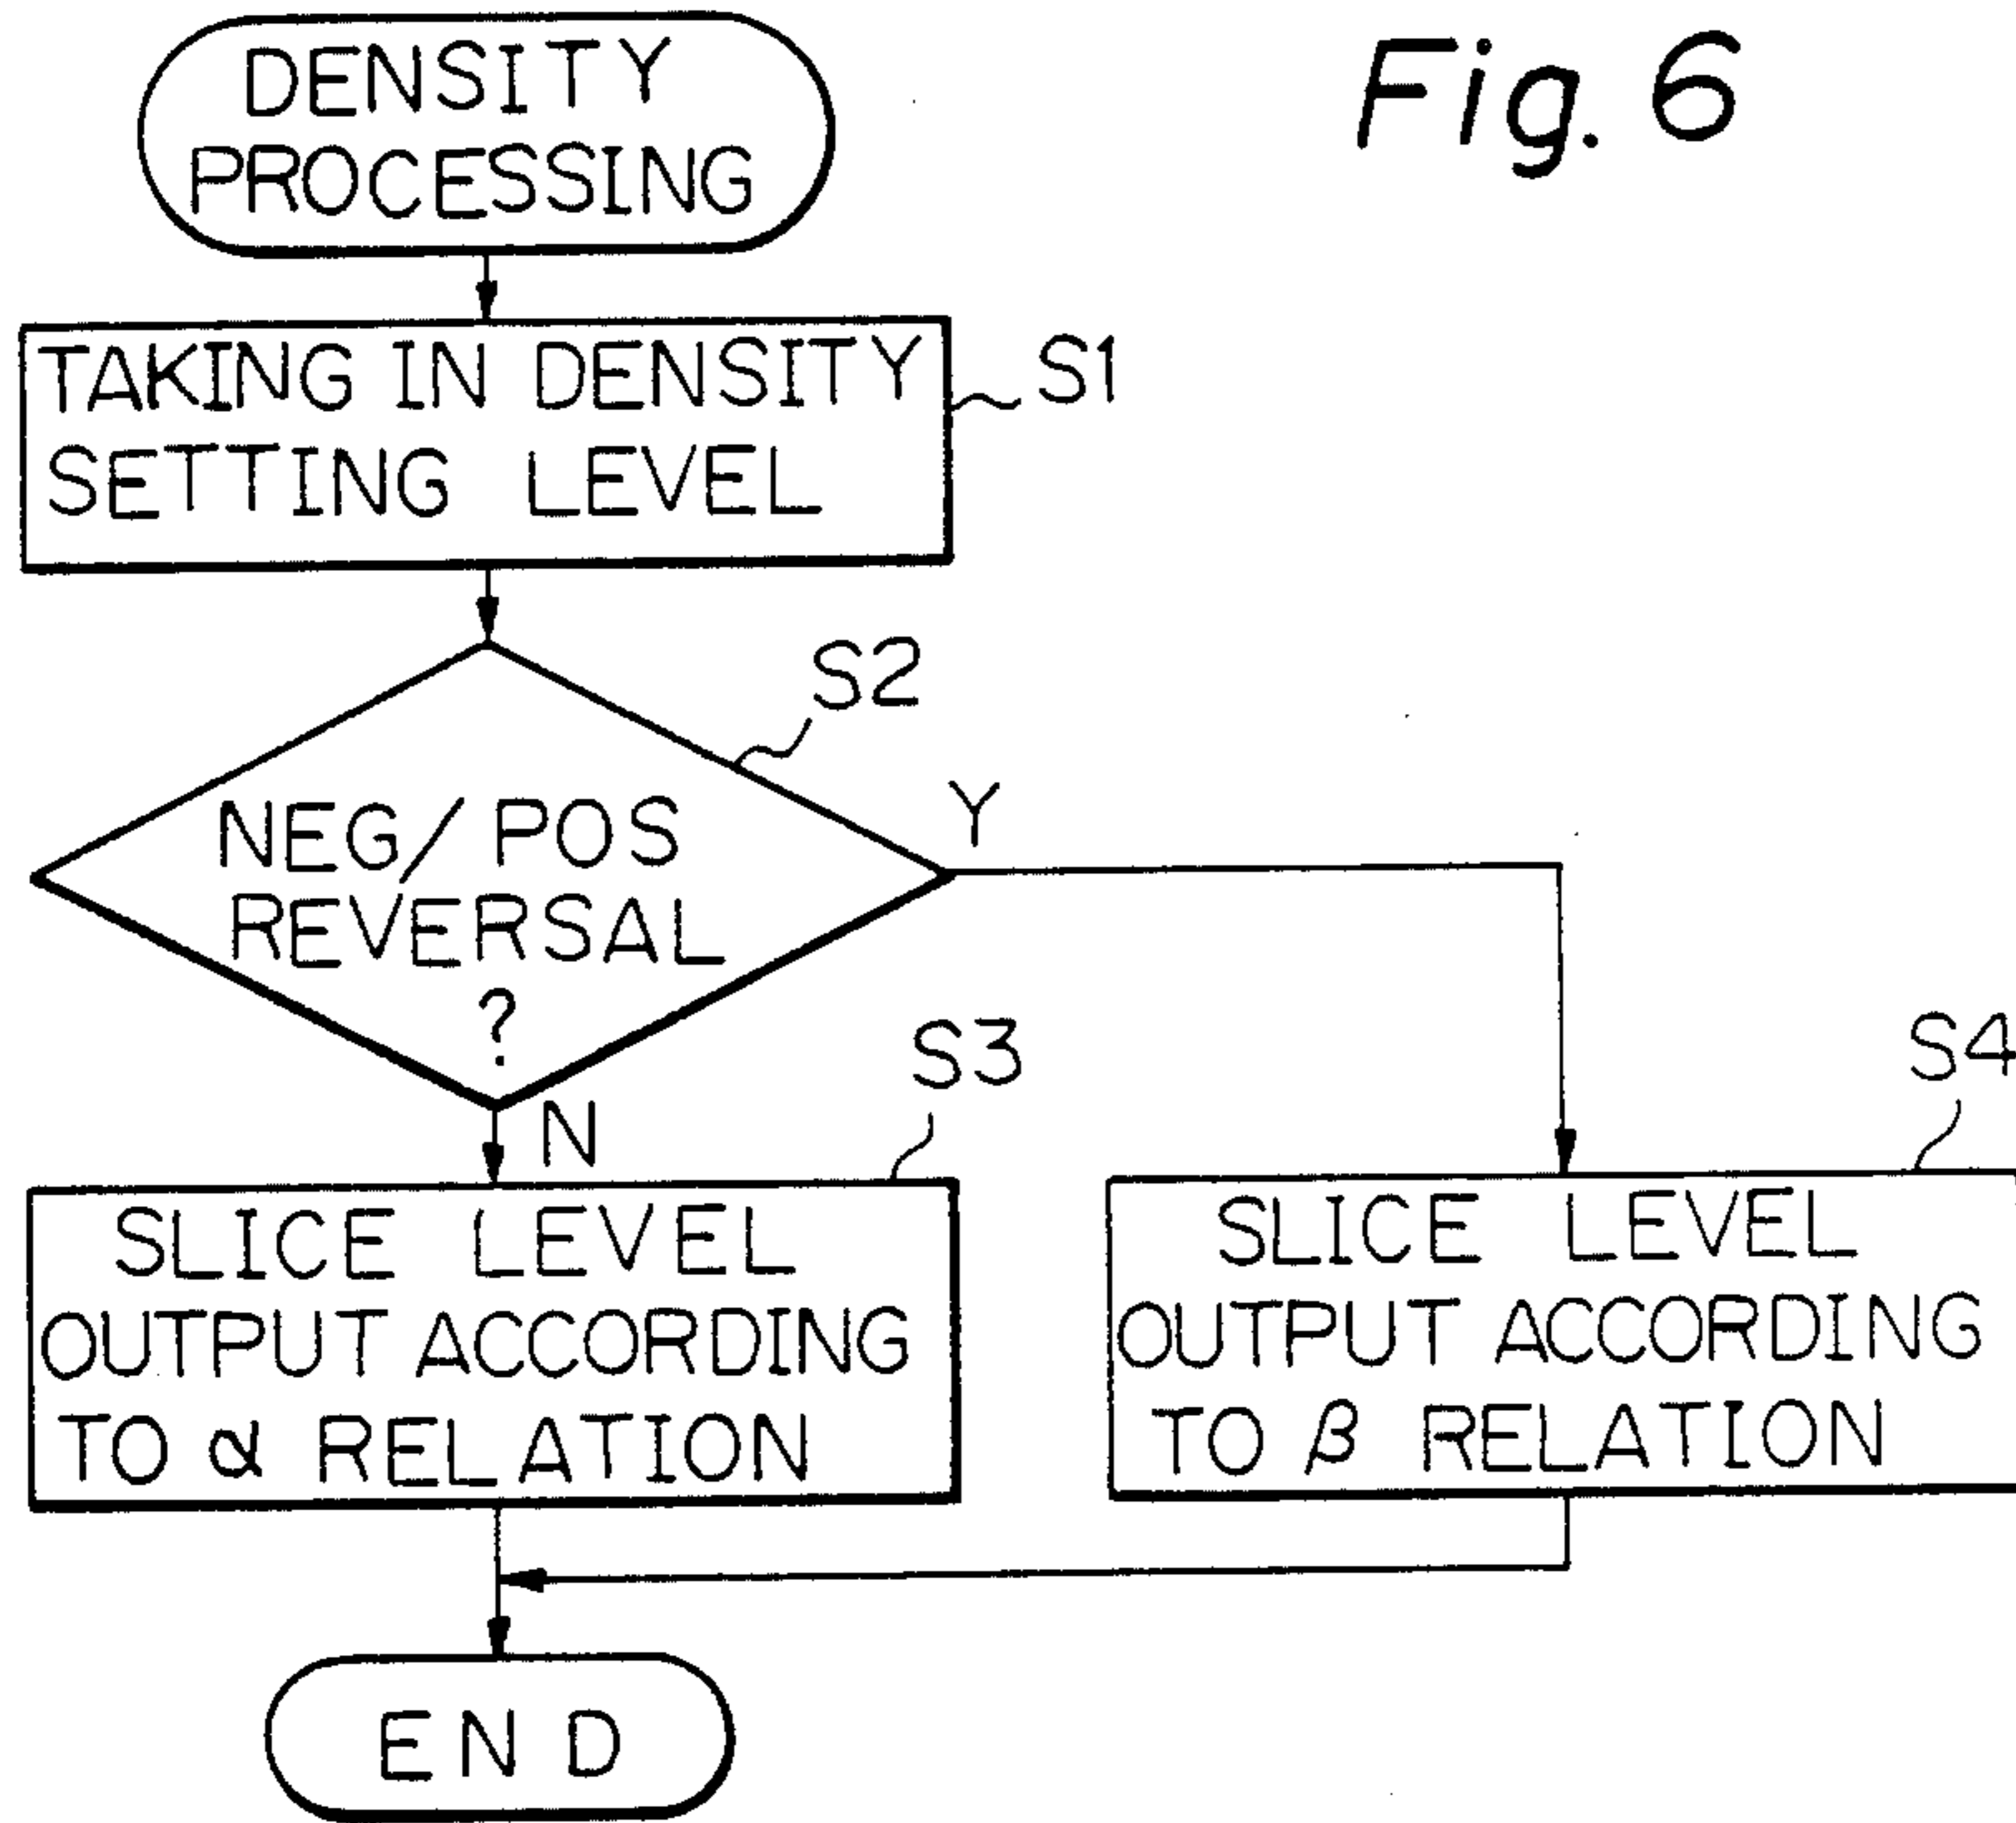 Fig. 6
DENSITY
PROCESSING
TAKING IN DENSITY
SETTING LEVEL
S1
S2
NEG/POS
REVERSAL
?
Y
N
S3
SLICE LEVEL
OUTPUT ACCORDING
TO α RELATION
S4
SLICE LEVEL
OUTPUT ACCORDING
TO β RELATION
END